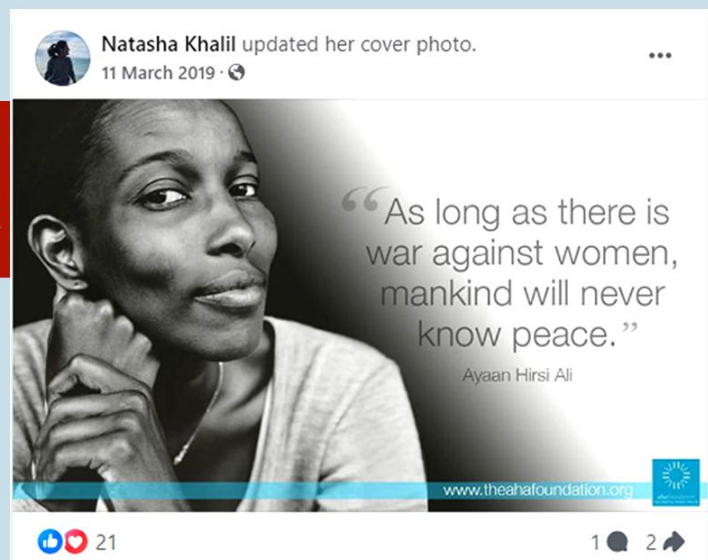 Natasha Khalil updated her cover photo.
11 March 2019 ·
“As long as there is
war against women,
mankind will never
know peace.”
Ayaan Hirsi Ali
www.theahafoundation.org
21
1 2